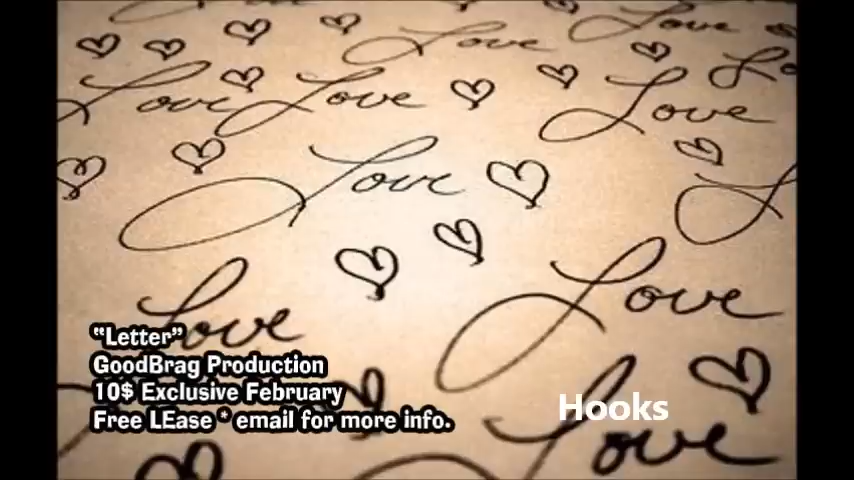 Love
Love
Love Love Love
Love
Love
Love
"Letter"
GoodBrag Production
10$ Exclusive February
Free LEase * email for more info.
Hooks
Love